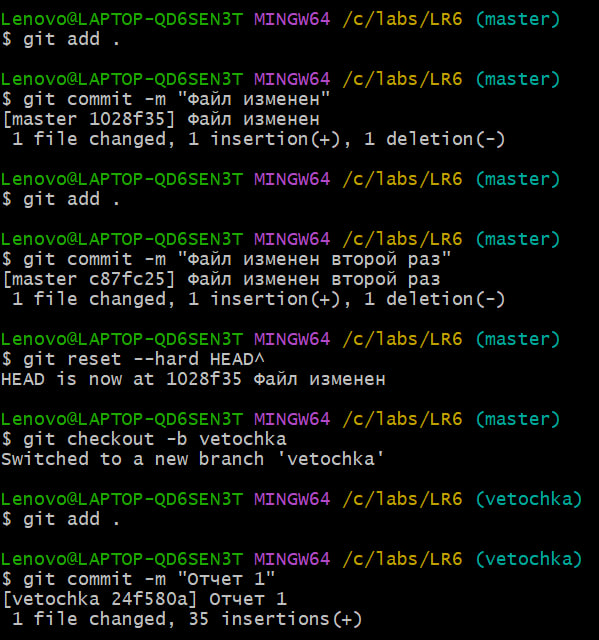 Lenovo@LAPTOP-QD6SEN3T MINGW64 /c/labs/LR6 (master)
$ git add .
Lenovo@LAPTOP-QD6SEN3T MINGW64 /c/labs/LR6 (master)
$ git commit -m "Файл изменен"
[master 1028f35] Файл изменен
1 file changed, 1 insertion(+), 1 deletion(-)
Lenovo@LAPTOP-QD6SEN3T MINGW64 /c/labs/LR6 (master)
$ git add .
Lenovo@LAPTOP-QD6SEN3T MINGW64 /c/labs/LR6 (master)
$ git commit -m "Файл изменен второй раз"
[master c87fc25] Файл изменен второй раз
1 file changed, 1 insertion(+), 1 deletion(-)
Lenovo@LAPTOP-QD6SEN3T MINGW64 /c/labs/LR6 (master)
$ git reset --hard HEAD^
HEAD is now at 1028f35 Файл изменен
Lenovo@LAPTOP-QD6SEN3T MINGW64 /c/labs/LR6 (master)
$ git checkout -b vetochka
Switched to a new branch 'vetochka'
Lenovo@LAPTOP-QD6SEN3T MINGW64 /c/labs/LR6 (vetochka)
$ git add .
Lenovo@LAPTOP-QD6SEN3T MINGW64 /c/labs/LR6 (vetochka)
$ git commit -m "Отчет 1"
[vetochka 24f580a] Отчет 1
1 file changed, 35 insertions(+)